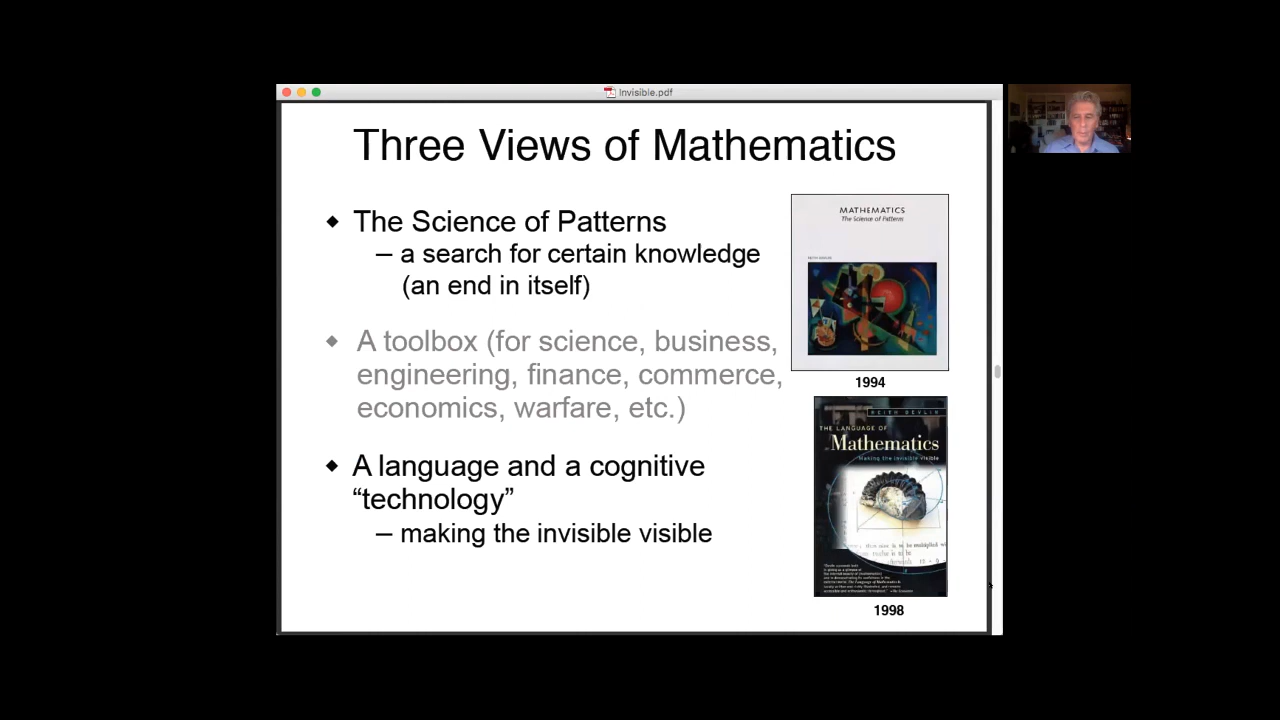 Invisible.pdf
Three Views of Mathematics
◆ The Science of Patterns
– a search for certain knowledge
(an end in itself)
◆ A toolbox (for science, business,
engineering, finance, commerce,
economics, warfare, etc.)
◆ A language and a cognitive
“technology”
– making the invisible visible
MATHEMATICS
The Science of Patterns
KEITH DEVLIN
1994
KEITH DEVLIN
THE LANGUAGE OF
Mathematics
Making the invisible visible
1998